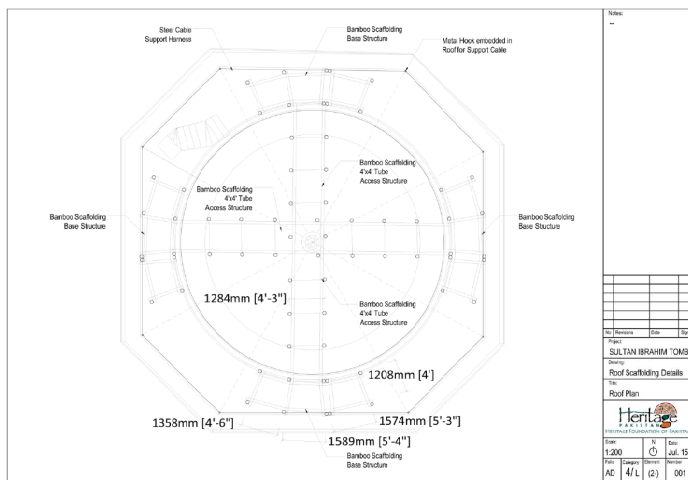 Steel Cable
Support Harness
Bamboo Scaffolding
Base Structure
Metal Hook embedded in
Roof for Support Cable
Bamboo Scaffolding
4'x4' Tube
Access Structure
Bamboo Scaffolding
4'x4' Tube
Access Structure
Bamboo Scaffolding
Base Structure
Bamboo Scaffolding
Base Structure
1284mm [4'-3"]
Bamboo Scaffolding
4'x4' Tube
Access Structure
1208mm [4']
1358mm [4'-6"]
1574mm [5'-3"]
1589mm [5'-4"]
Bamboo Scaffolding
Base Structure
Notes:
--
No Revisions Date
Project:
SULTAN IBRAHIM TOMB
Drawing:
Roof Scaffolding Details
Title:
Roof Plan
Heritage
PAKISTAN
HERITAGE FOUNDATION OF PAKISTAN
Scale: N Date:
1:200 Jul. 15
Category Element Number
AD 4/ L (2-) 001